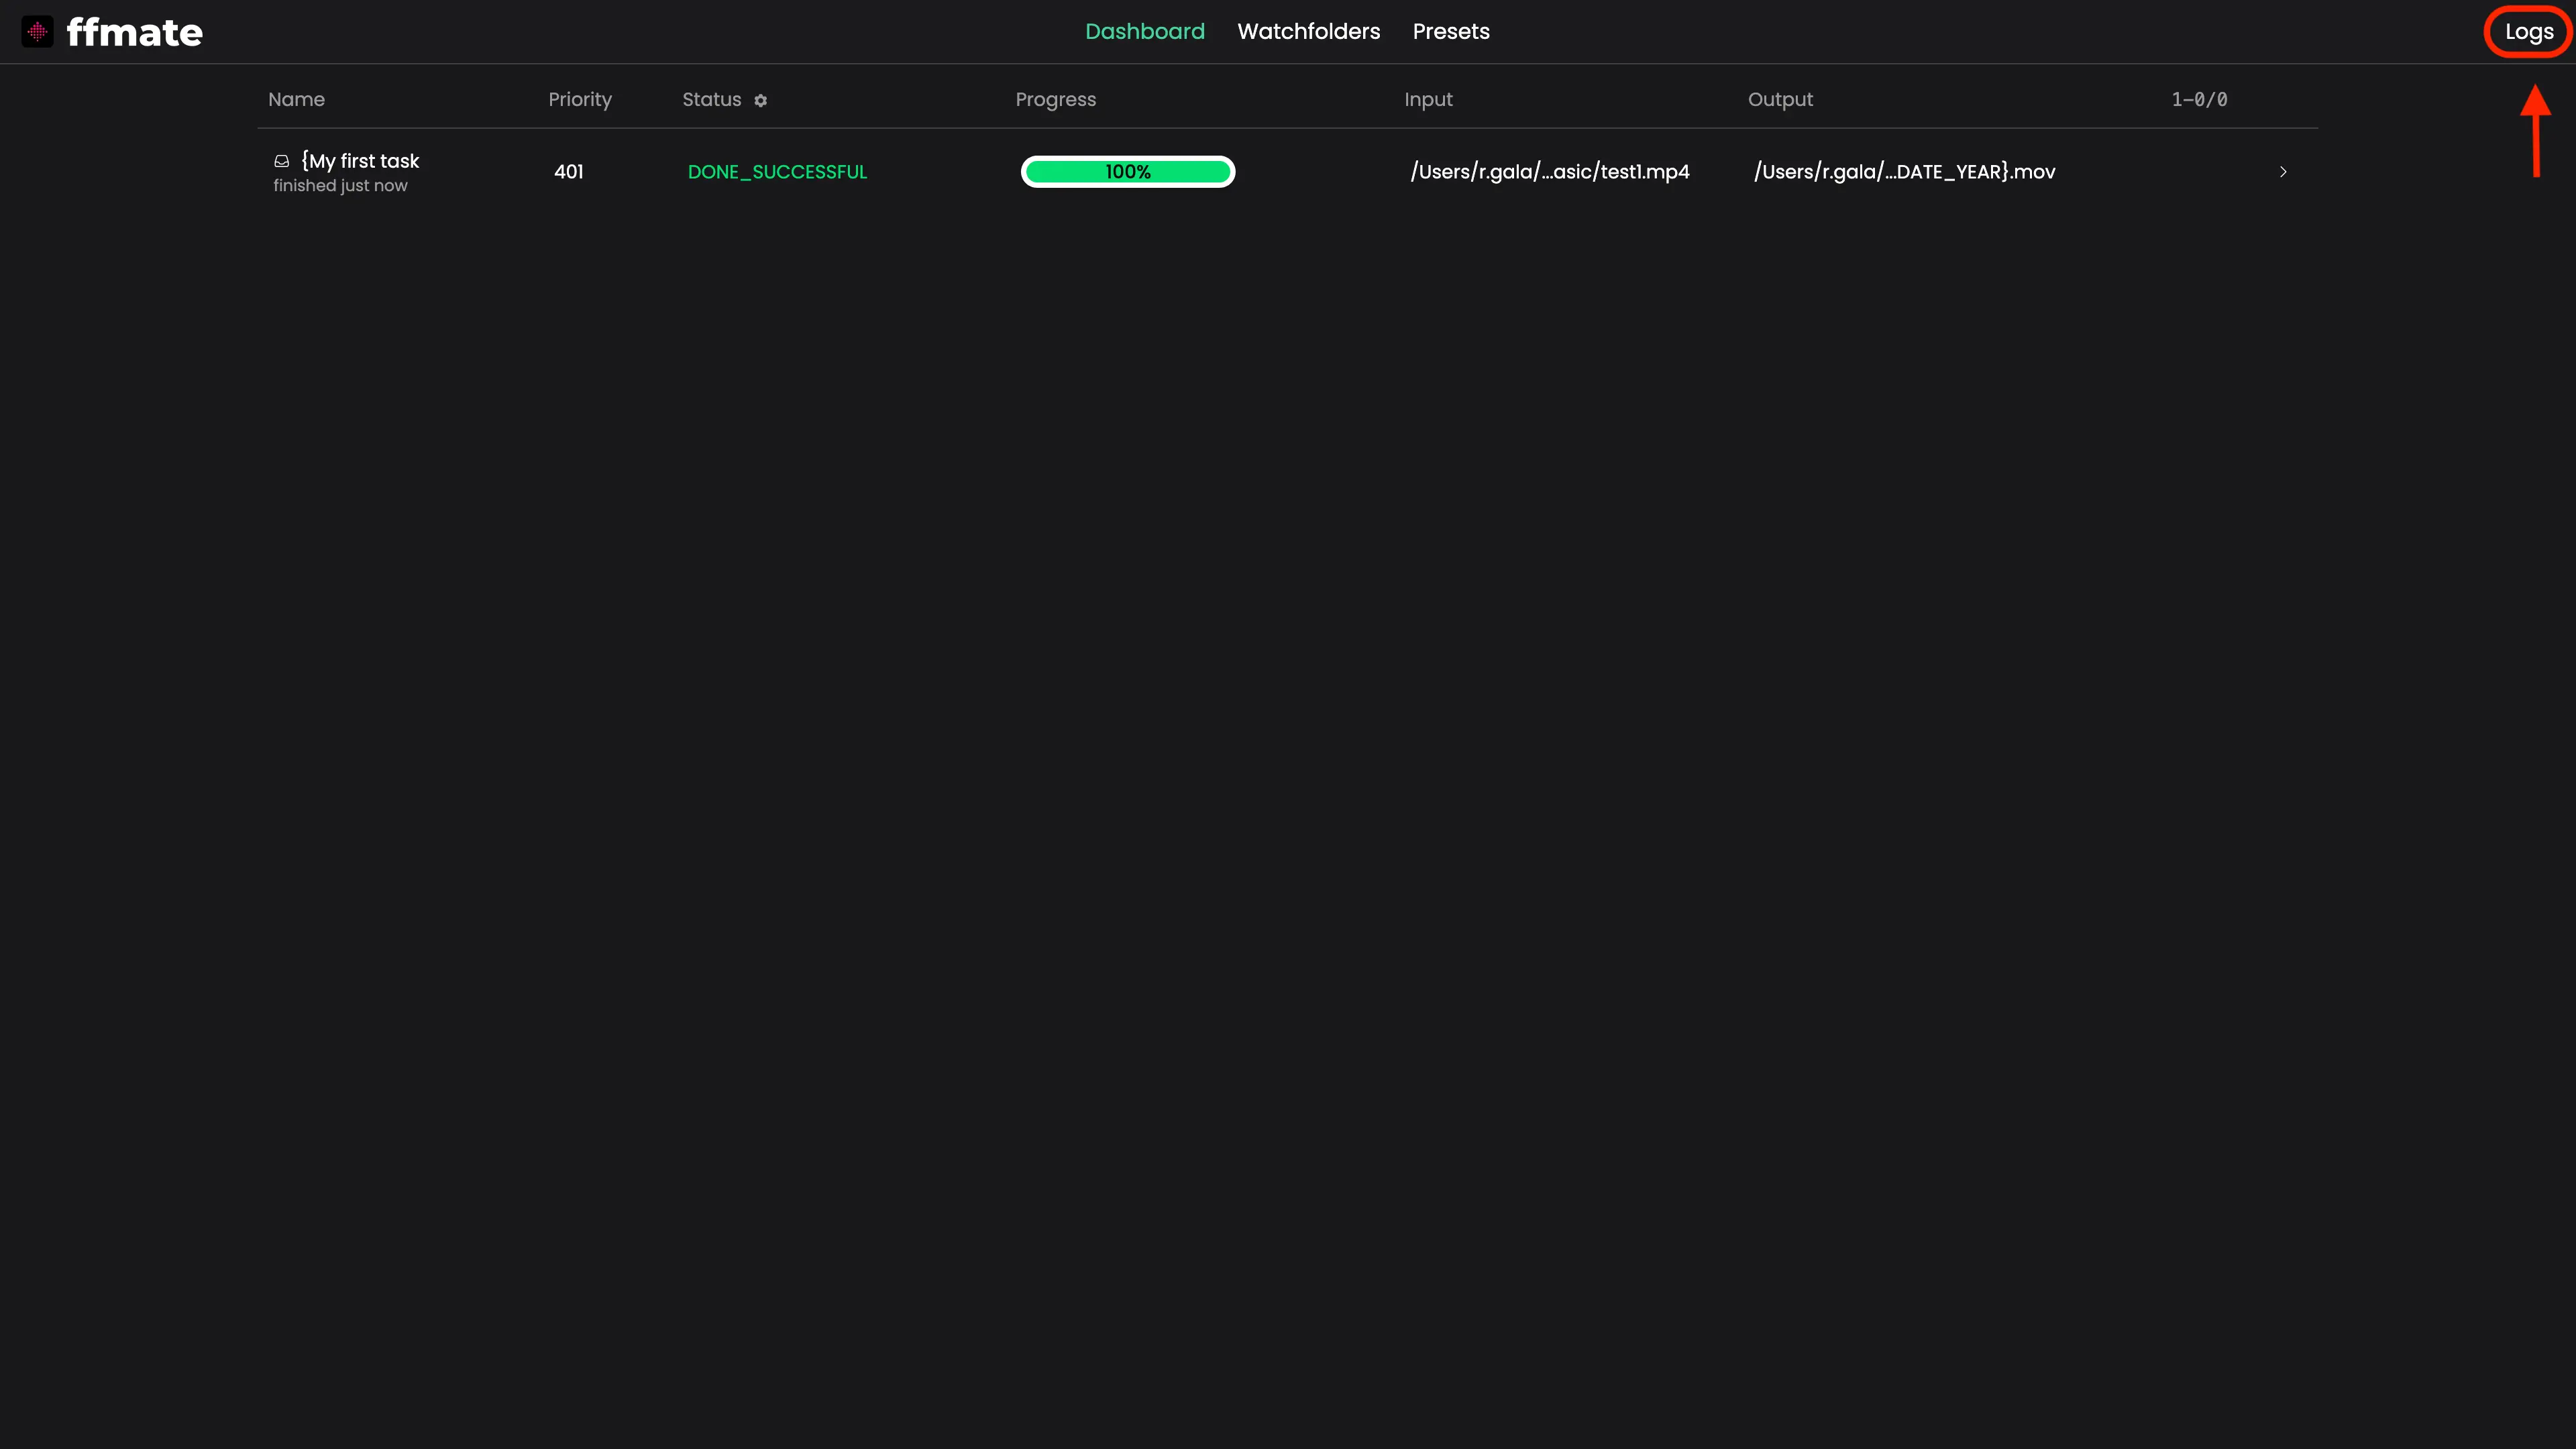 ffmate
Dashboard Watchfolders Presets
Logs
Name Priority Status Progress Input Output 1–0/0
{My first task
finished just now
401 DONE_SUCCESSFUL 100% /Users/r.gala/...asic/test1.mp4 /Users/r.gala/...DATE_YEAR}.mov